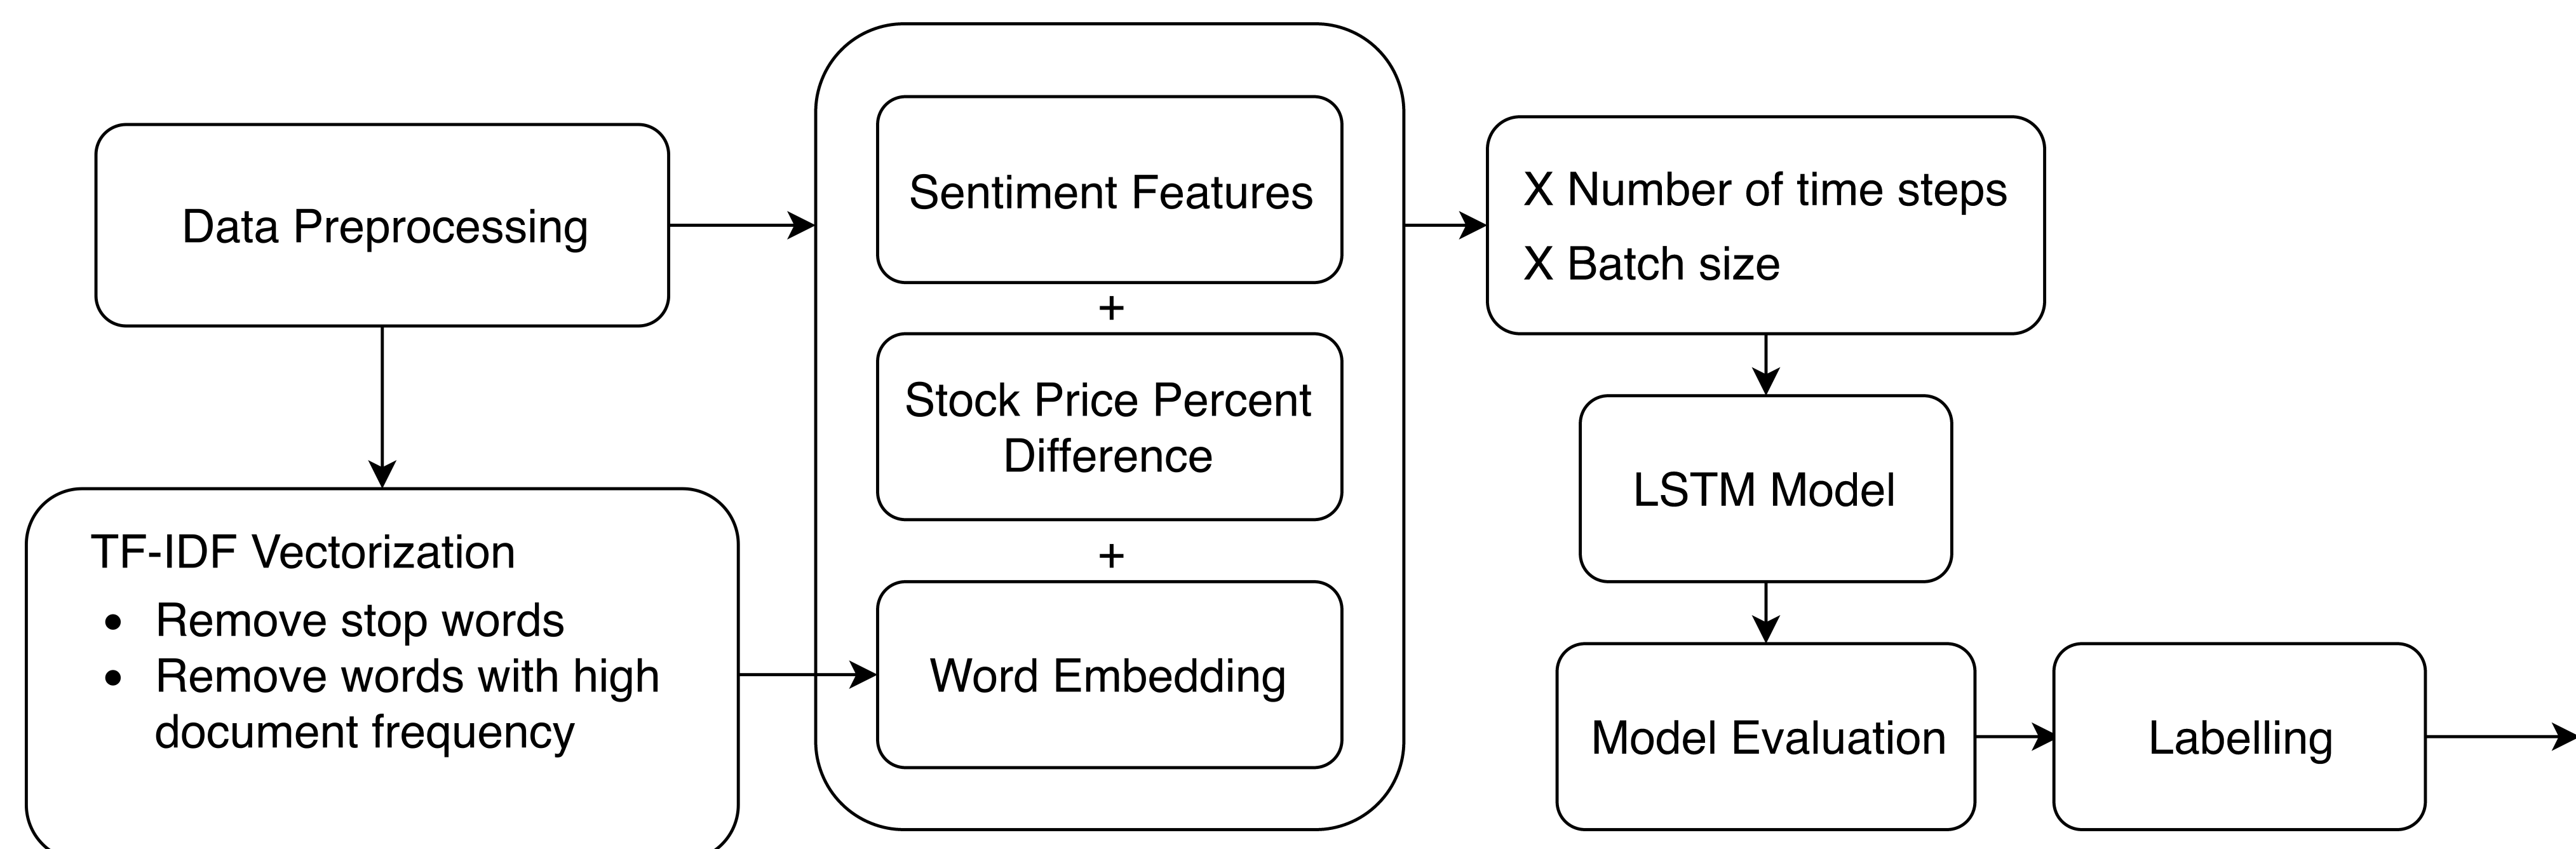 Data Preprocessing
TF-IDF Vectorization
• Remove stop words
• Remove words with high
document frequency
Sentiment Features
+
Stock Price Percent
Difference
+
Word Embedding
X Number of time steps
X Batch size
LSTM Model
Model Evaluation
Labelling